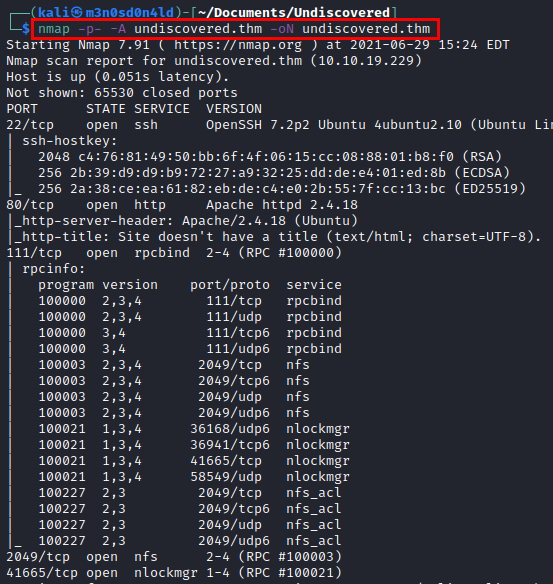 ┌──(kali㉿m3n0sd0n4ld)-[~/Documents/Undiscovered]
└─$ nmap -p- -A undiscovered.thm -oN undiscovered.thm
Starting Nmap 7.91 ( https://nmap.org ) at 2021-06-29 15:24 EDT
Nmap scan report for undiscovered.thm (10.10.19.229)
Host is up (0.051s latency).
Not shown: 65530 closed ports
PORT      STATE SERVICE  VERSION
22/tcp    open  ssh      OpenSSH 7.2p2 Ubuntu 4ubuntu2.10 (Ubuntu Lin
| ssh-hostkey:
|   2048 c4:76:81:49:50:bb:6f:4f:06:15:cc:08:88:01:b8:f0 (RSA)
|   256 2b:39:d9:d9:b9:72:27:a9:32:25:dd:de:e4:01:ed:8b (ECDSA)
|_  256 2a:38:ce:ea:61:82:eb:de:c4:e0:2b:55:7f:cc:13:bc (ED25519)
80/tcp    open  http     Apache httpd 2.4.18
|_http-server-header: Apache/2.4.18 (Ubuntu)
|_http-title: Site doesn't have a title (text/html; charset=UTF-8).
111/tcp   open  rpcbind  2-4 (RPC #100000)
| rpcinfo:
|   program version    port/proto  service
|   100000  2,3,4        111/tcp   rpcbind
|   100000  2,3,4        111/udp   rpcbind
|   100000  3,4          111/tcp6  rpcbind
|   100000  3,4          111/udp6  rpcbind
|   100003  2,3,4       2049/tcp   nfs
|   100003  2,3,4       2049/tcp6  nfs
|   100003  2,3,4       2049/udp   nfs
|   100003  2,3,4       2049/udp6  nfs
|   100021  1,3,4      36168/udp6  nlockmgr
|   100021  1,3,4      36941/tcp6  nlockmgr
|   100021  1,3,4      41665/tcp   nlockmgr
|   100021  1,3,4      58549/udp   nlockmgr
|   100227  2,3         2049/tcp   nfs_acl
|   100227  2,3         2049/tcp6  nfs_acl
|   100227  2,3         2049/udp   nfs_acl
|_  100227  2,3         2049/udp6  nfs_acl
2049/tcp  open  nfs      2-4 (RPC #100003)
41665/tcp open  nlockmgr 1-4 (RPC #100021)